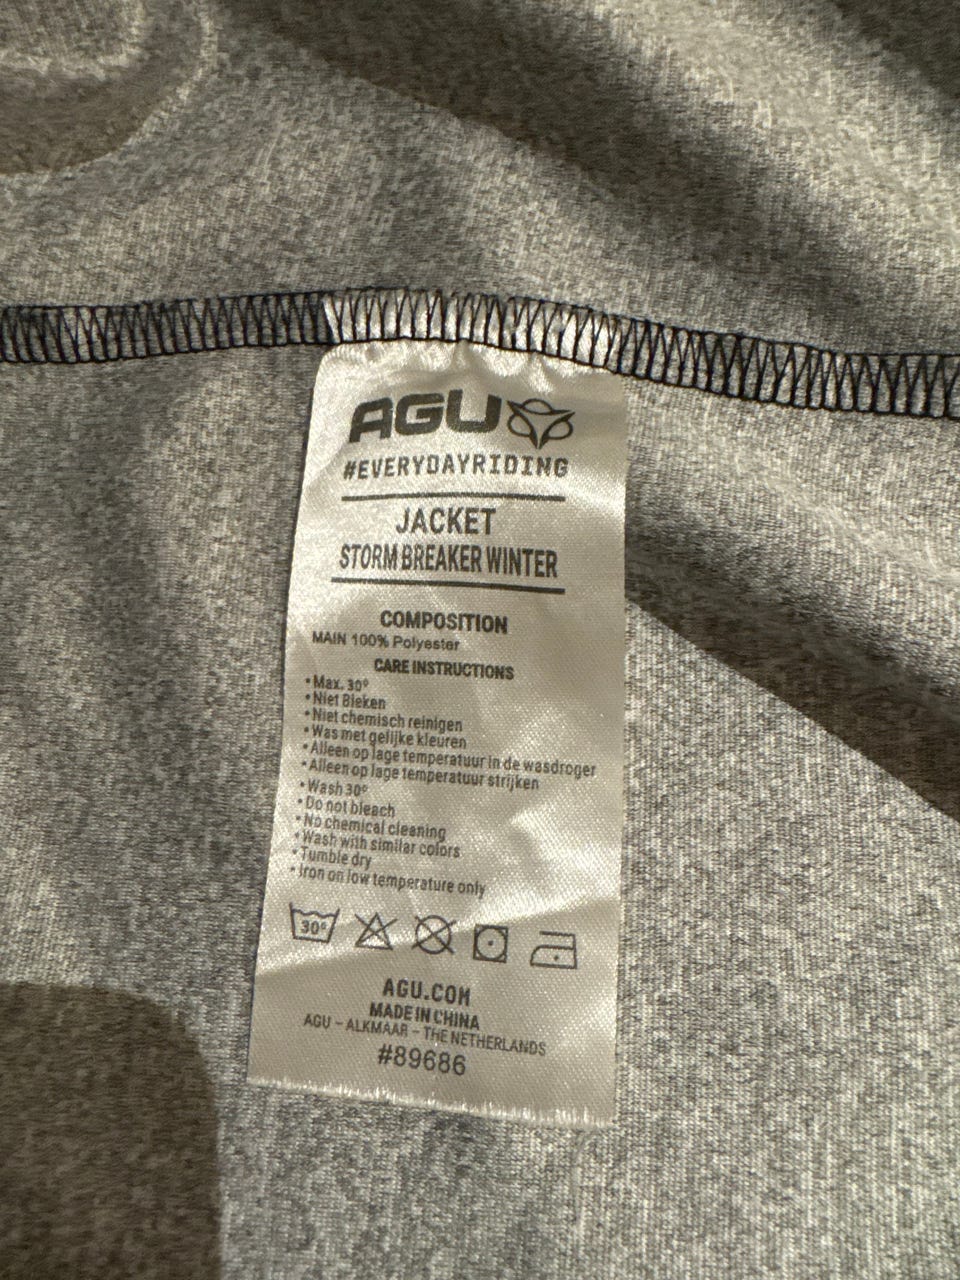 AGU
#EVERYDAYRIDING
JACKET
STORM BREAKER WINTER
COMPOSITION
MAIN 100% Polyester
CARE INSTRUCTIONS
• Max. 30º
• Niet Bleken
• Niet chemisch reinigen
• Was met gelijke kleuren
• Alleen op lage temperatuur in de wasdroger
• Alleen op lage temperatuur strijken
• Wash 30º
• Do not bleach
• No chemical cleaning
• Wash with similar colors
• Tumble dry
• Iron on low temperature only
30º
AGU.COM
MADE IN CHINA
AGU – ALKMAAR – THE NETHERLANDS
#89686